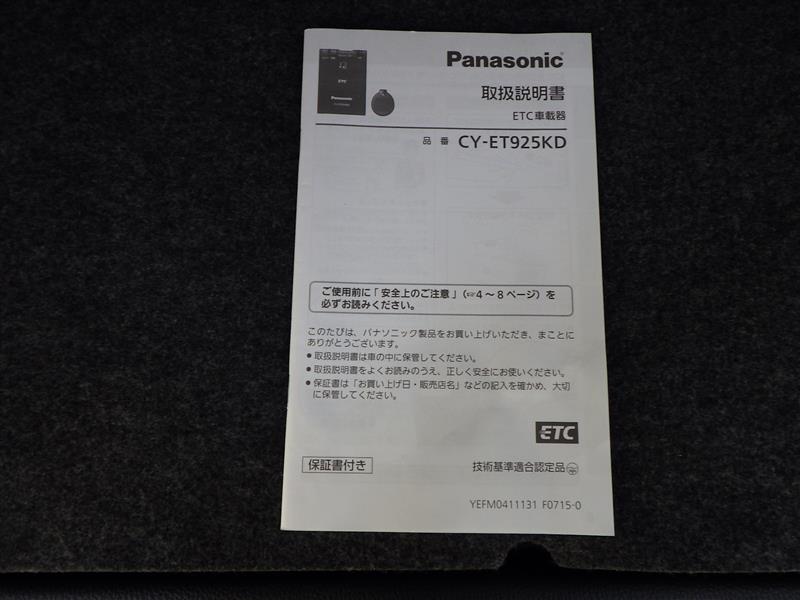 Panasonic
取扱説明書
ETC車載器
品番 CY-ET925KD
ETC
Panasonic
ご使用前に「安全上のご注意」(☞4～8ページ)を
必ずお読みください。
このたびは、パナソニック製品をお買い上げいただき、まことに
ありがとうございます。
●取扱説明書は車の中に保管してください。
●取扱説明書をよくお読みのうえ、正しく安全にお使いください。
●保証書は「お買い上げ日・販売店名」などの記入を確かめ、大切
に保管してください。
ETC
保証書付き
技術基準適合認定品
YEFM0411131 F0715-0